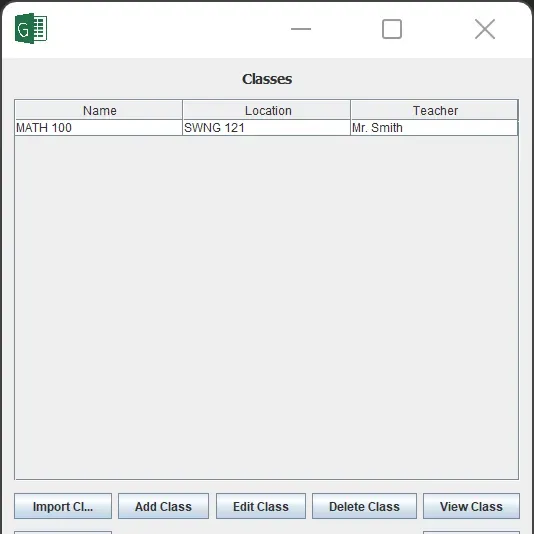 G
Classes
Name Location Teacher
MATH 100 SWNG 121 Mr. Smith
Import Cl... Add Class Edit Class Delete Class View Class